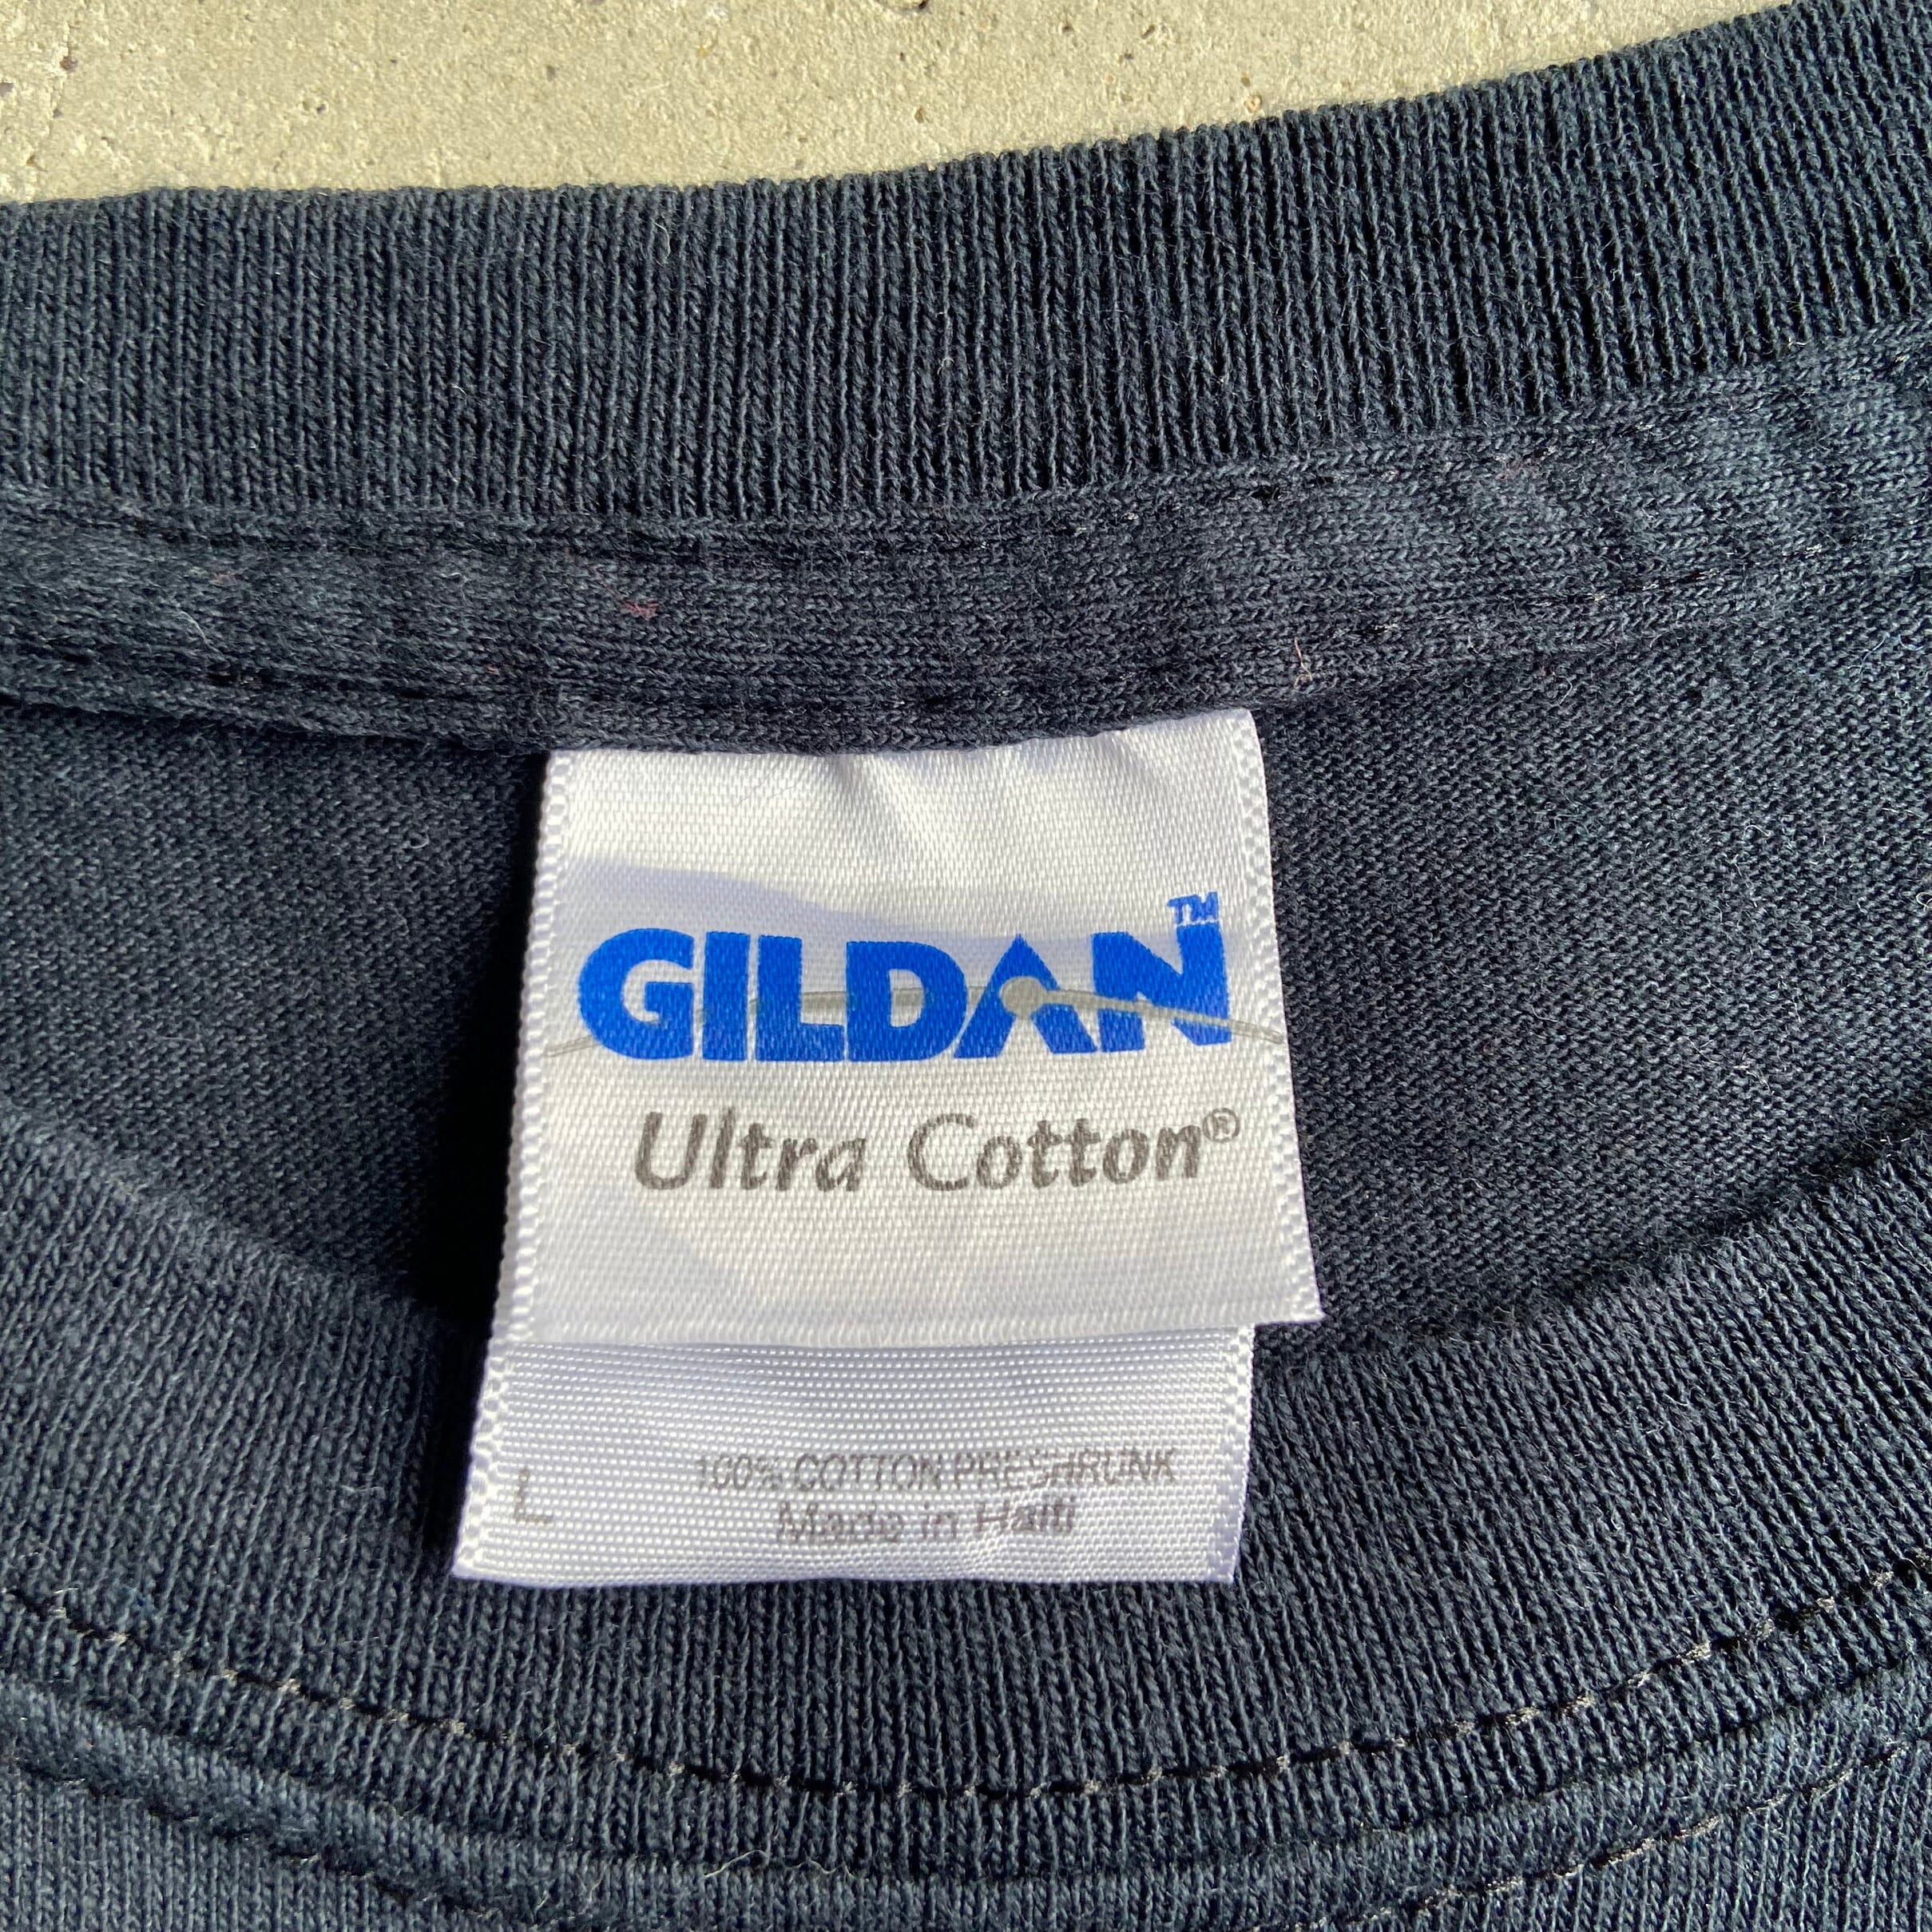 GILDAN™
Ultra Cotton®
L
100% COTTON PRESHRUNK
Made in Haiti